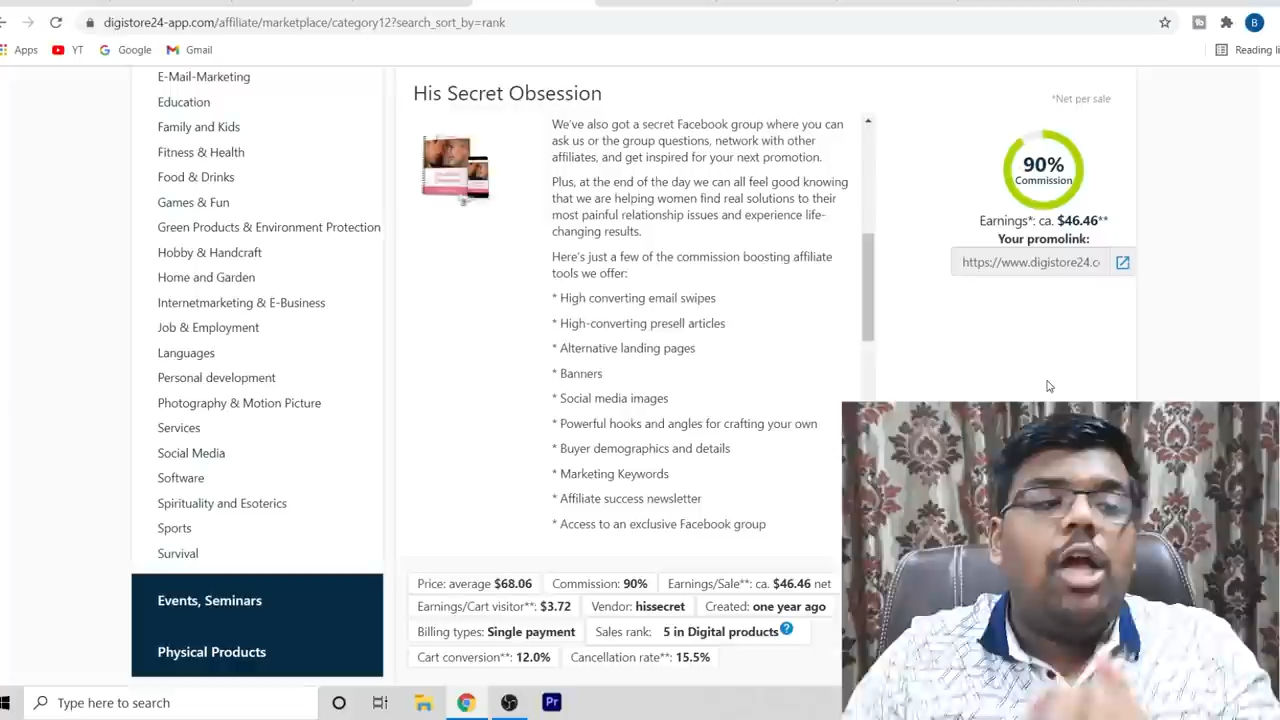 digistore24-app.com/affiliate/marketplace/category12?search_sort_by=rank
B
Apps
YT
Google
Gmail
Reading li
E-Mail-Marketing
Education
Family and Kids
Fitness & Health
Food & Drinks
Games & Fun
Green Products & Environment Protection
Hobby & Handcraft
Home and Garden
Internetmarketing & E-Business
Job & Employment
Languages
Personal development
Photography & Motion Picture
Services
Social Media
Software
Spirituality and Esoterics
Sports
Survival
Events, Seminars
Physical Products
His Secret Obsession
We've also got a secret Facebook group where you can
ask us or the group questions, network with other
affiliates, and get inspired for your next promotion.
Plus, at the end of the day we can all feel good knowing
that we are helping women find real solutions to their
most painful relationship issues and experience life-
changing results.
Here's just a few of the commission boosting affiliate
tools we offer:
* High converting email swipes
* High-converting presell articles
* Alternative landing pages
* Banners
* Social media images
* Powerful hooks and angles for crafting your own
* Buyer demographics and details
* Marketing Keywords
* Affiliate success newsletter
* Access to an exclusive Facebook group
*Net per sale
90%
Commission
Earnings*: ca. $46.46**
Your promolink:
https://www.digistore24.c
Price: average $68.06 Commission: 90% Earnings/Sale**: ca. $46.46 net
Earnings/Cart visitor**: $3.72 Vendor: hissecret Created: one year ago
Billing types: Single payment Sales rank: 5 in Digital products ?
Cart conversion**: 12.0% Cancellation rate**: 15.5%
Type here to search
Pr